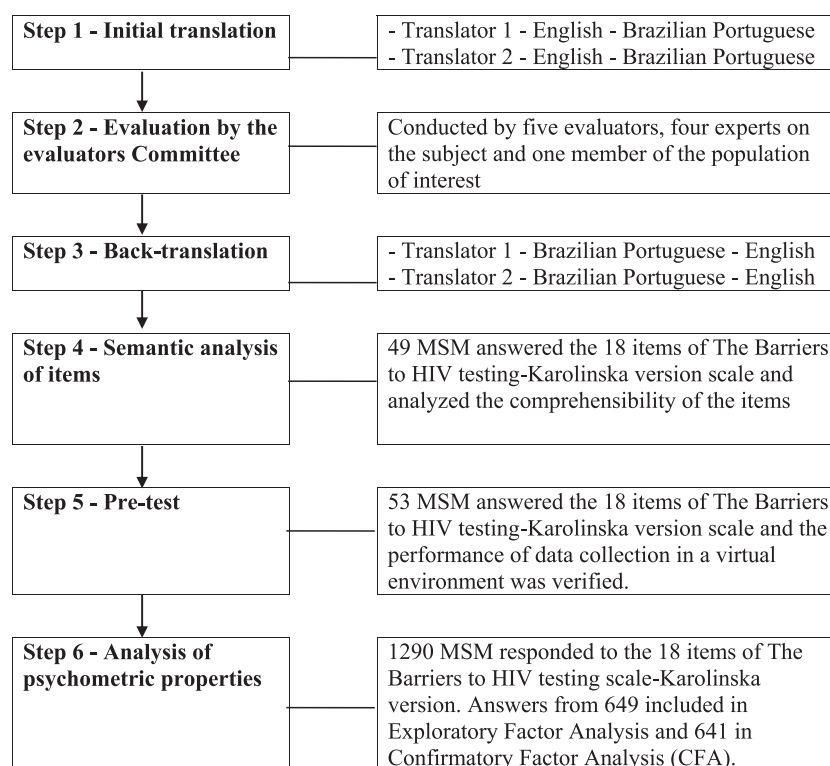 Step 1 - Initial translation
- Translator 1 - English - Brazilian Portuguese
- Translator 2 - English - Brazilian Portuguese
Step 2 - Evaluation by the
evaluators Committee
Conducted by five evaluators, four experts on
the subject and one member of the population
of interest
Step 3 - Back-translation
- Translator 1 - Brazilian Portuguese - English
- Translator 2 - Brazilian Portuguese - English
Step 4 - Semantic analysis
of items
49 MSM answered the 18 items of The Barriers
to HIV testing-Karolinska version scale and
analyzed the comprehensibility of the items
Step 5 - Pre-test
53 MSM answered the 18 items of The Barriers
to HIV testing-Karolinska version scale and the
performance of data collection in a virtual
environment was verified.
Step 6 - Analysis of
psychometric properties
1290 MSM responded to the 18 items of The
Barriers to HIV testing scale-Karolinska
version. Answers from 649 included in
Exploratory Factor Analysis and 641 in
Confirmatory Factor Analysis (CFA).